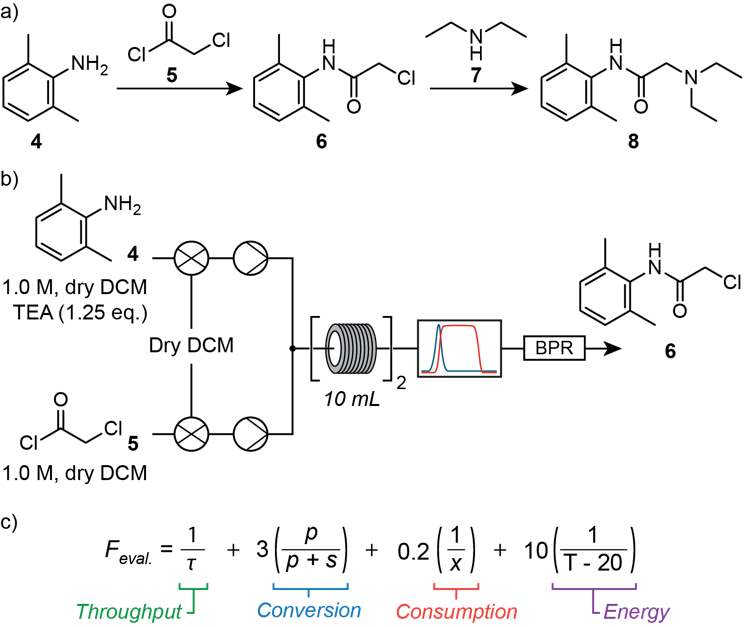 a)
O
Cl
Cl
5
NH₂
4
H
N
O
Cl
6
N
H
7
H
N
O
N
8
b)
NH₂
4
1.0 M, dry DCM
TEA (1.25 eq.)
Dry DCM
O
Cl
Cl
5
1.0 M, dry DCM
[ ]₂
10 mL
BPR
H
N
O
Cl
6
c)
F_eval. = 1/τ + 3(p/(p + s)) + 0.2(1/x) + 10(1/(T - 20))
Throughput Conversion Consumption Energy